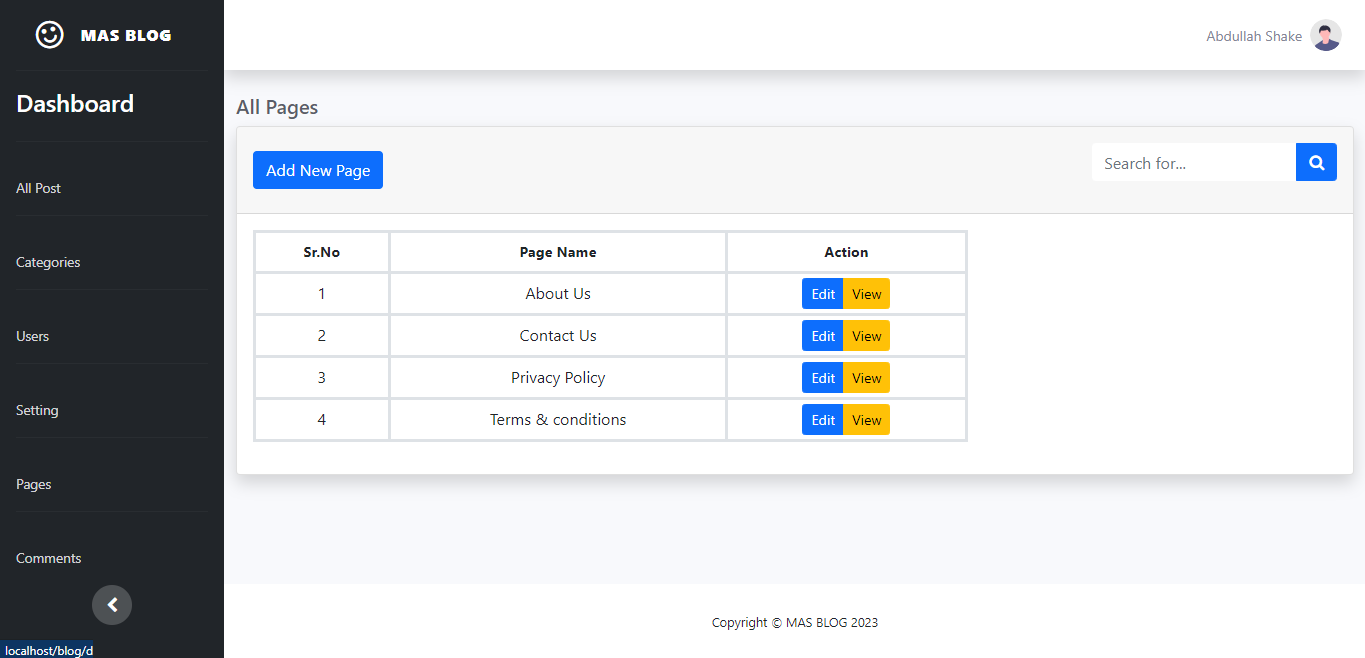 MAS BLOG
Abdullah Shake
Dashboard
All Post
Categories
Users
Setting
Pages
Comments
All Pages
Add New Page
Search for...
Sr.No Page Name Action
1 About Us Edit View
2 Contact Us Edit View
3 Privacy Policy Edit View
4 Terms & conditions Edit View
Copyright © MAS BLOG 2023
localhost/blog/d